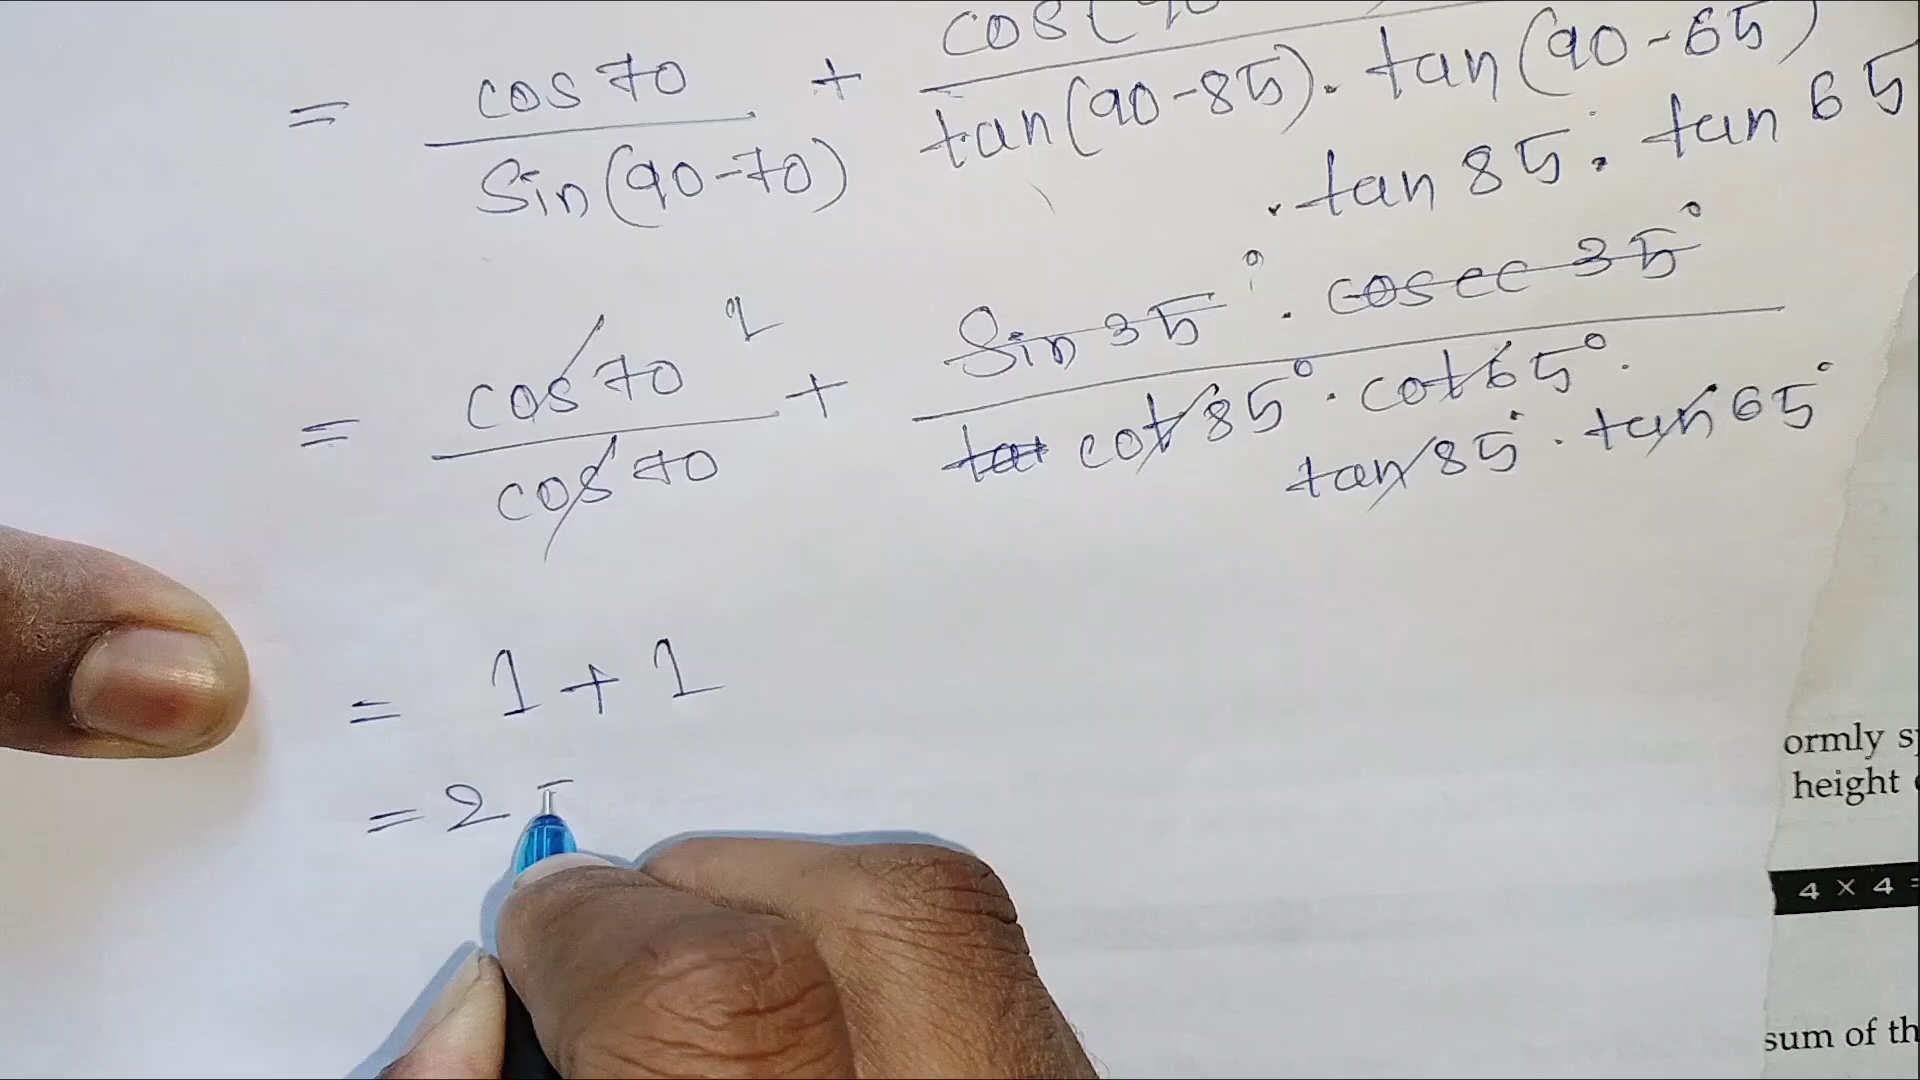 = cos 70 / Sin(90-70) + cos( / tan(90-85). tan(90-65)
. tan 85. tan 65
= cos 70 / cos 70 1 + Sin 35° . cosec 35° / cot 85° . cot 65° .
tan 85° . tan 65°
= 1 + 1
= 2
ormly
height
4 × 4 =
sum of